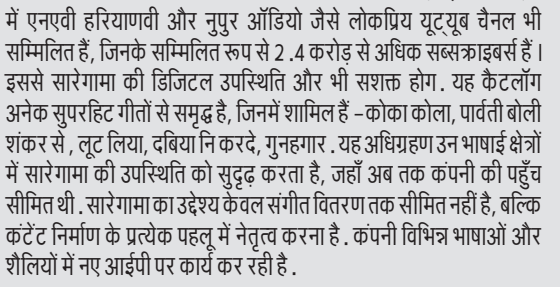 में एनएवी हरियाणवी और नुपुर ऑडियो जैसे लोकप्रिय यूट्यूब चैनल भी
सम्मिलित हैं, जिनके सम्मिलित रूप से 2 .4 करोड़ से अधिक सब्सक्राइबर्स हैं ।
इससे सारेगामा की डिजिटल उपस्थिति और भी सशक्त होग . यह कैटलॉग
अनेक सुपरहिट गीतों से समृद्ध है, जिनमें शामिल हैं –कोका कोला, पार्वती बोली
शंकर से , लूट लिया, दबिया नि करदे, गुनहगार . यह अधिग्रहण उन भाषाई क्षेत्रों
में सारेगामा की उपस्थिति को सुदृढ़ करता है, जहाँ अब तक कंपनी की पहुँच
सीमित थी . सारेगामा का उद्देश्य केवल संगीत वितरण तक सीमित नहीं है, बल्कि
कंटेंट निर्माण के प्रत्येक पहलू में नेतृत्व करना है . कंपनी विभिन्न भाषाओं और
शैलियों में नए आईपी पर कार्य कर रही है .